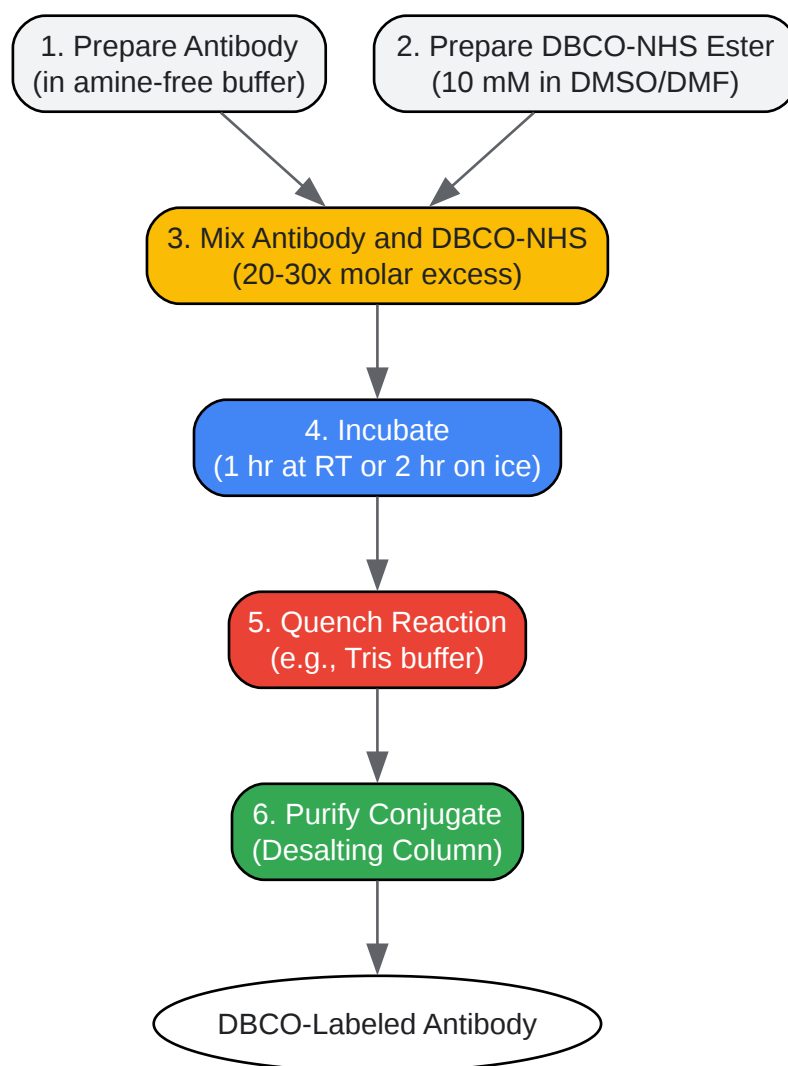 1. Prepare Antibody
(in amine-free buffer)
2. Prepare DBCO-NHS Ester
(10 mM in DMSO/DMF)
3. Mix Antibody and DBCO-NHS
(20-30x molar excess)
4. Incubate
(1 hr at RT or 2 hr on ice)
5. Quench Reaction
(e.g., Tris buffer)
6. Purify Conjugate
(Desalting Column)
DBCO-Labeled Antibody